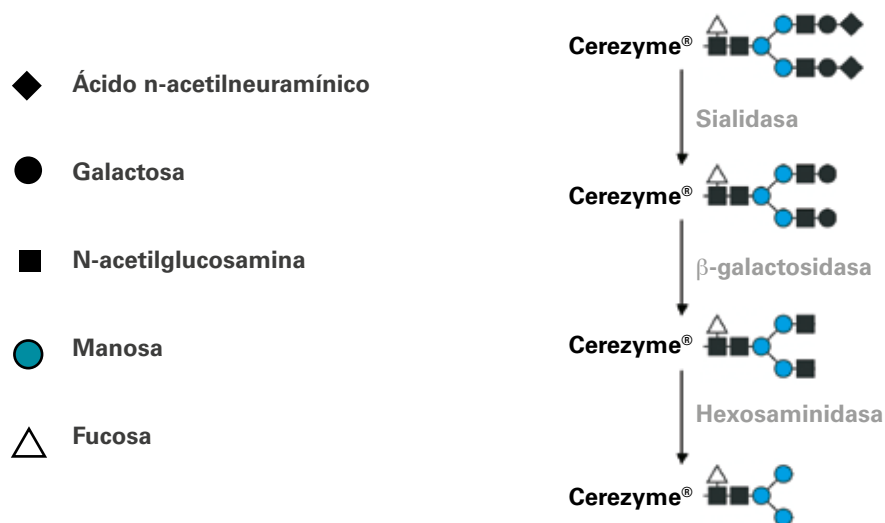 Ácido n-acetilneuramínico
Galactosa
N-acetilglucosamina
Manosa
Fucosa
Cerezyme®
Sialidasa
Cerezyme®
β-galactosidasa
Cerezyme®
Hexosaminidasa
Cerezyme®